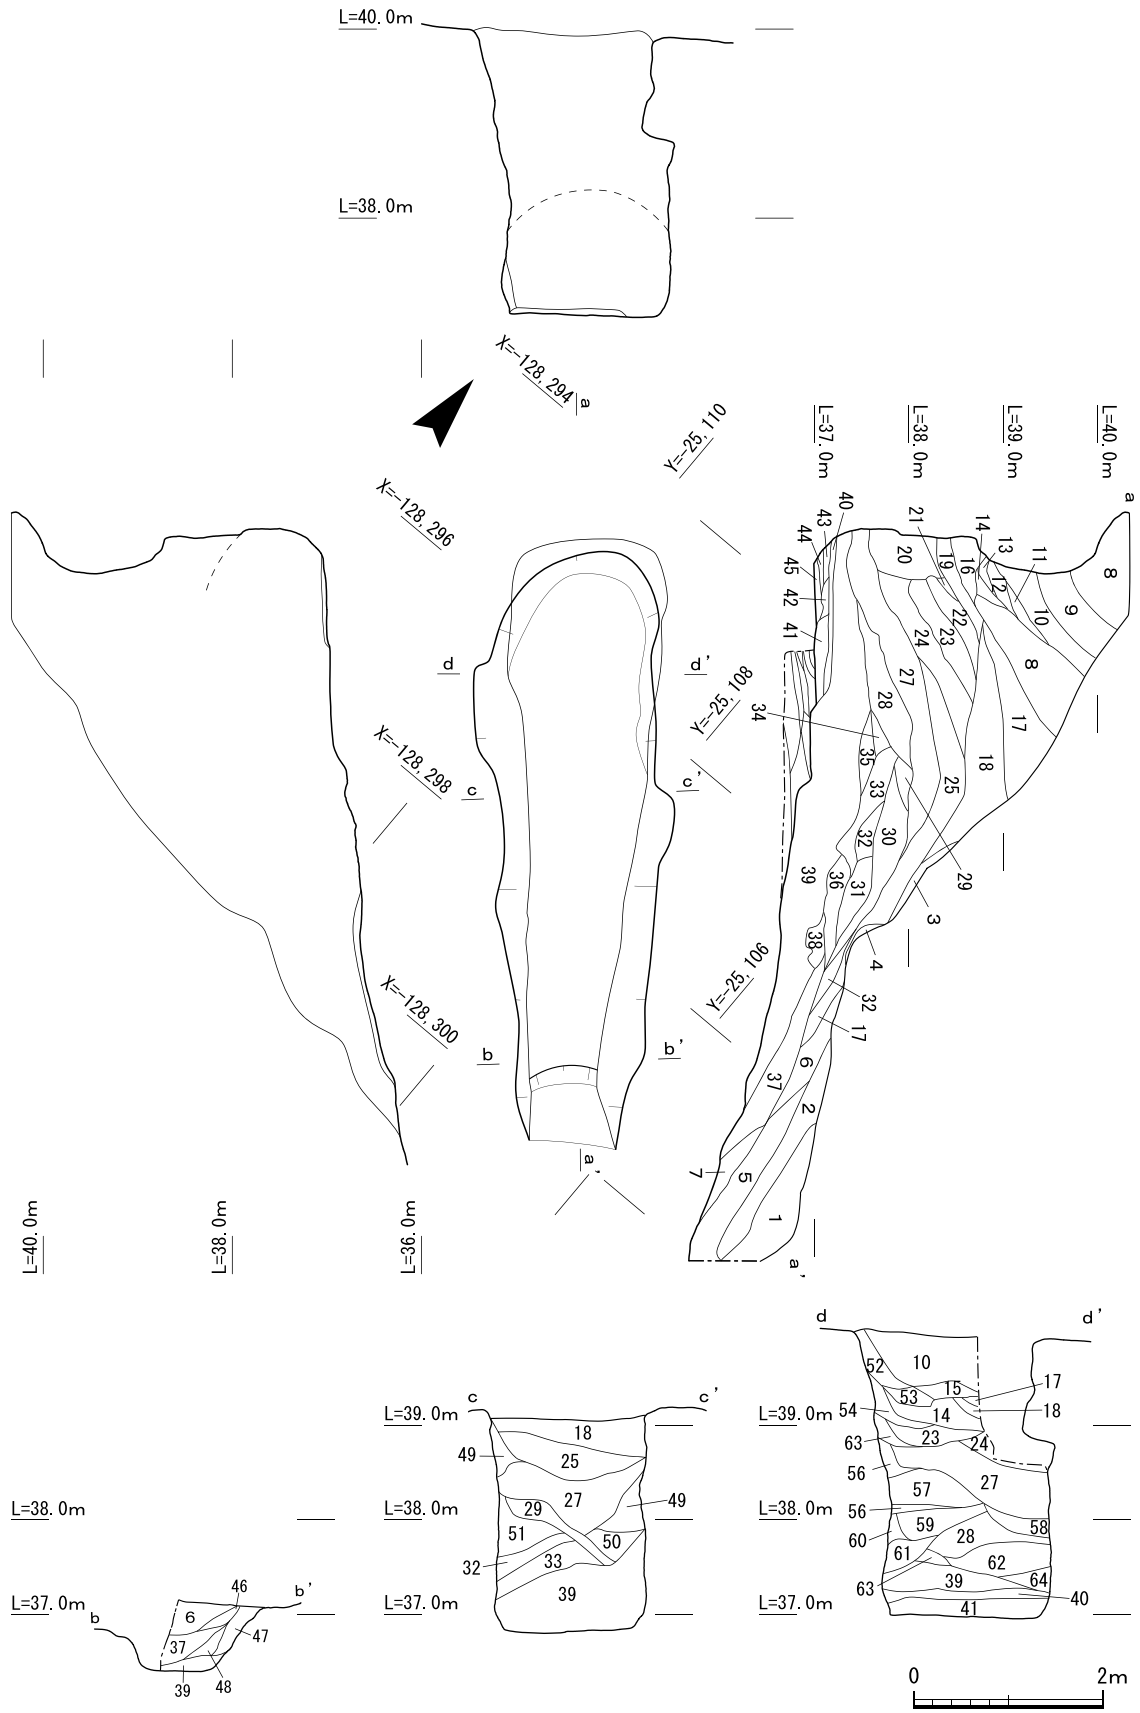 L=40.0m
L=38.0m
X=-128,294
a
Y=-25,110
L=37.0m
L=38.0m
L=39.0m
L=40.0m
X=-128,296
a
40
43
44
45
42
41
21
14
13
11
20
19
16
12
10
9
8
22
23
24
8
d
d'
27
28
34
17
18
Y=-25,108
X=-128,298
35
33
25
c
c'
32
30
29
39
36
31
3
38
4
Y=-25,106
32
X=-128,300
17
b
b'
6
37
2
a'
7
5
1
a'
L=40.0m
L=38.0m
L=36.0m
d
d'
52
10
17
15
53
c
c'
54
14
18
L=39.0m
18
L=39.0m
63
23
24
49
25
56
27
57
27
49
29
L=38.0m
L=38.0m
56
L=38.0m
51
50
59
58
60
28
32
33
61
62
63
39
64
46
b'
39
40
L=37.0m
b
6
47
L=37.0m
L=37.0m
41
37
39
48
0
2m